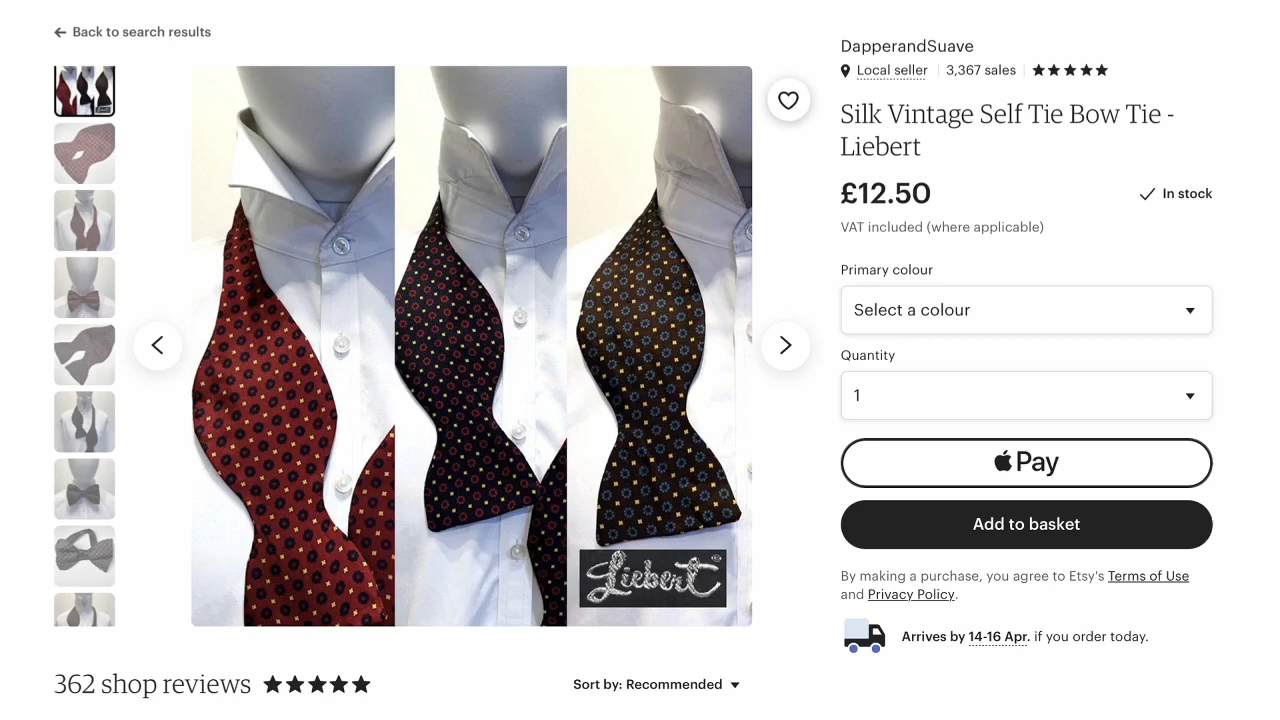 Back to search results
DapperandSuave
Local seller 3,367 sales
Silk Vintage Self Tie Bow Tie -
Liebert
£12.50
In stock
VAT included (where applicable)
Primary colour
Select a colour
Quantity
1
Pay
Add to basket
By making a purchase, you agree to Etsy's Terms of Use
and Privacy Policy.
Arrives by 14-16 Apr. if you order today.
Liebert
362 shop reviews
Sort by: Recommended